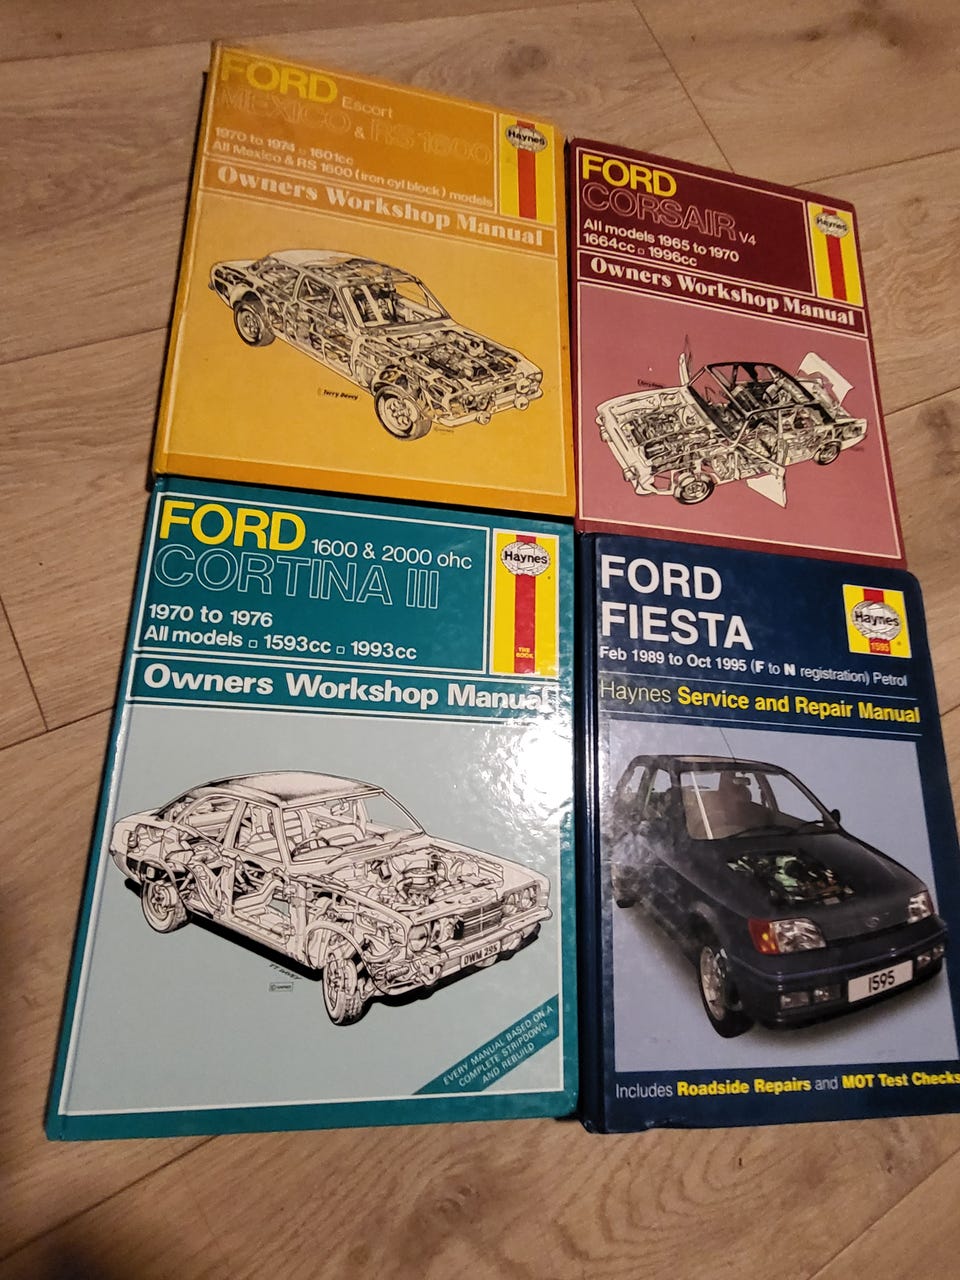 FORD Escort
MEXICO & RS 1600
1970 to 1974 □ 1601cc
All Mexico & RS 1600 (iron cyl block) models
Haynes
Owners Workshop Manual
© Terry Davey
FORD
CORSAIR V4
All models 1965 to 1970
1664cc □ 1996cc
Haynes
Owners Workshop Manual
FORD 1600 & 2000 ohc
CORTINA III
1970 to 1976
All models □ 1593cc □ 1993cc
Haynes
THE
BOOK
Owners Workshop Manual
EVERY MANUAL BASED ON A
COMPLETE STRIPDOWN
AND REBUILD
FORD
FIESTA
Haynes
1595
Feb 1989 to Oct 1995 (F to N registration) Petrol
Haynes Service and Repair Manual
1595
Includes Roadside Repairs and MOT Test Checks